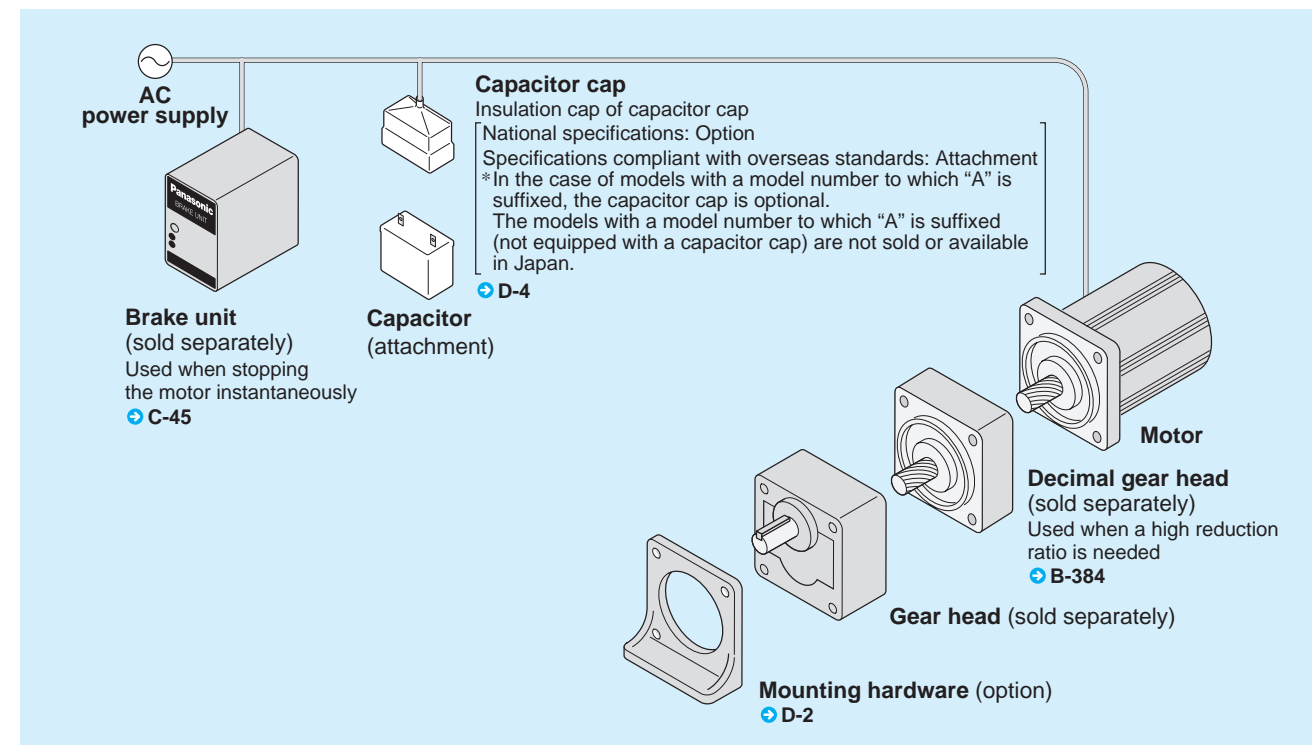 AC
power supply
Panasonic
BRAKE UNIT
Brake unit
(sold separately)
Used when stopping
the motor instantaneously
C-45
Capacitor cap
Insulation cap of capacitor cap
National specifications: Option
Specifications compliant with overseas standards: Attachment
*In the case of models with a model number to which “A” is
suffixed, the capacitor cap is optional.
The models with a model number to which “A” is suffixed
(not equipped with a capacitor cap) are not sold or available
in Japan.
D-4
Capacitor
(attachment)
Motor
Decimal gear head
(sold separately)
Used when a high reduction
ratio is needed
B-384
Gear head (sold separately)
Mounting hardware (option)
D-2